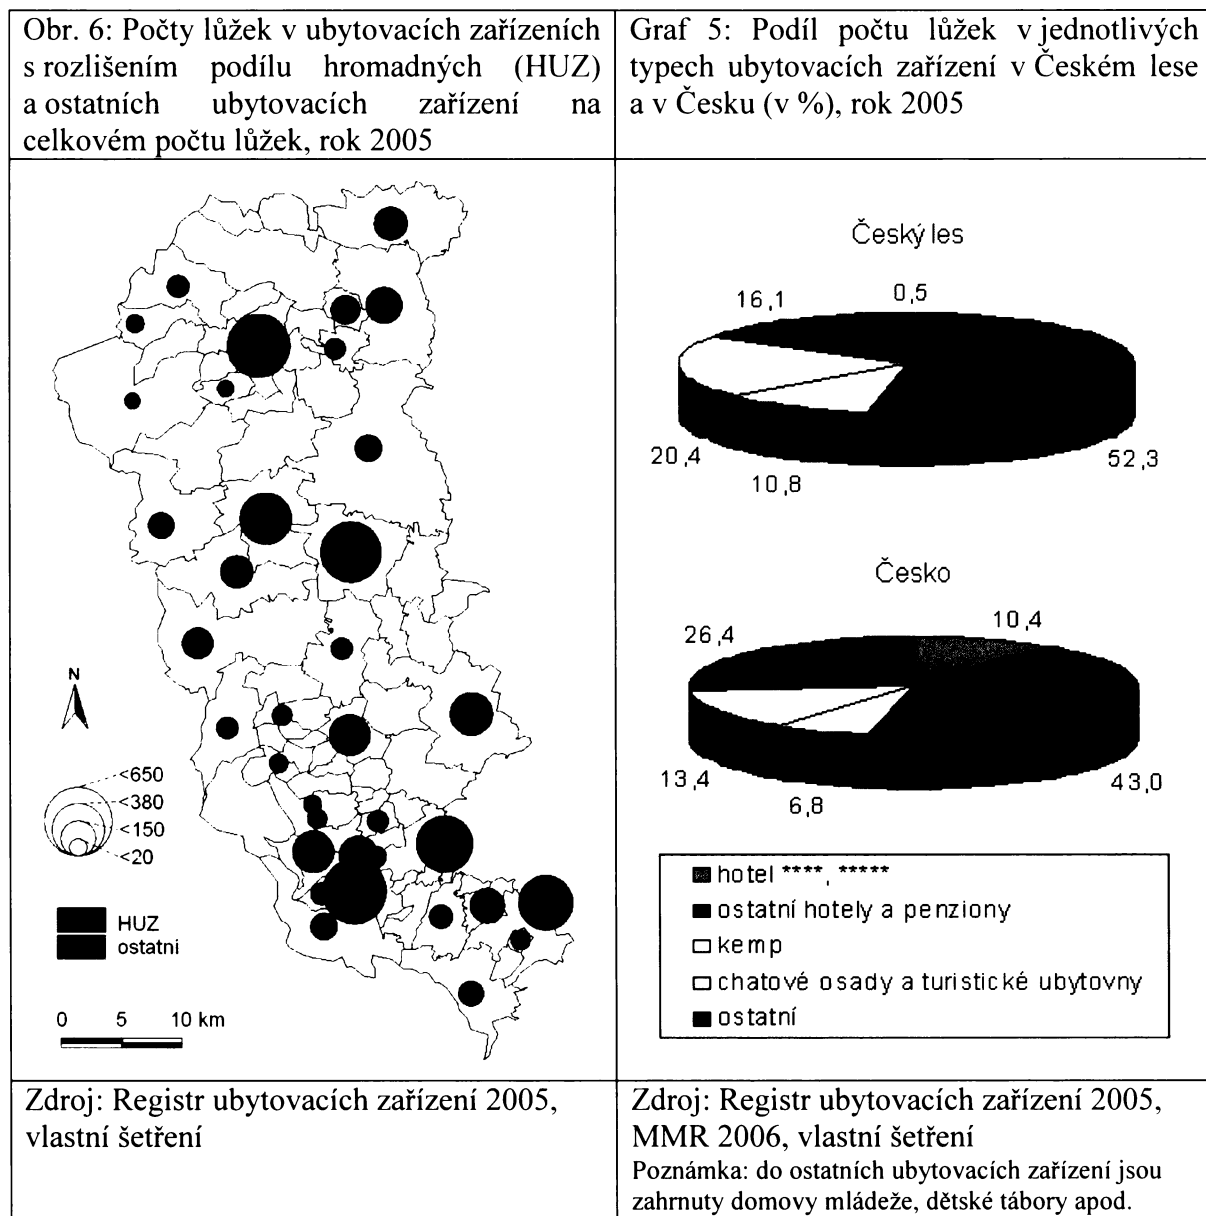 Obr. 6: Počty lůžek v ubytovacích zařízeních
s rozlišením podílu hromadných (HUZ)
a ostatních ubytovacích zařízení na
celkovém počtu lůžek, rok 2005
Graf 5: Podíl počtu lůžek v jednotlivých
typech ubytovacích zařízení v Českém lese
a v Česku (v %), rok 2005
N
<650
<380
<150
<20
HUZ
ostatni
0 5 10 km
Český les
16,1
0,5
20,4
10,8
52,3
Česko
26,4
10,4
13,4
6,8
43,0
hotel ****, *****
ostatní hotely a penziony
kemp
chatové osady a turistické ubytovny
ostatní
Zdroj: Registr ubytovacích zařízení 2005,
vlastní šetření
Zdroj: Registr ubytovacích zařízení 2005,
MMR 2006, vlastní šetření
Poznámka: do ostatních ubytovacích zařízení jsou
zahrnuty domovy mládeže, dětské tábory apod.